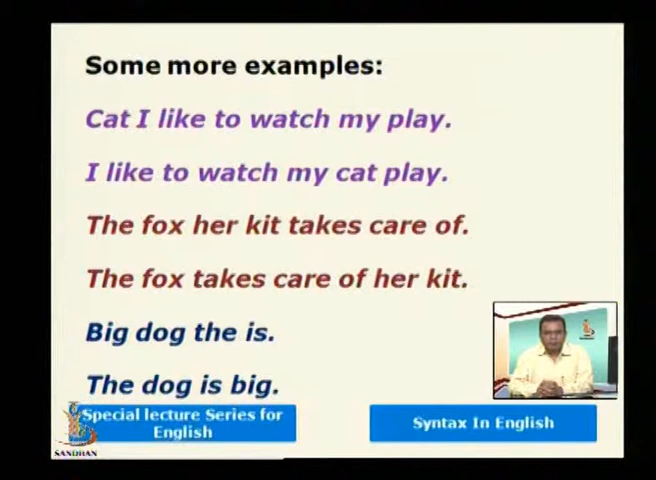 Some more examples:
Cat I like to watch my play.
I like to watch my cat play.
The fox her kit takes care of.
The fox takes care of her kit.
Big dog the is.
The dog is big.
Special lecture Series for
English
Syntax In English
SANDHAN